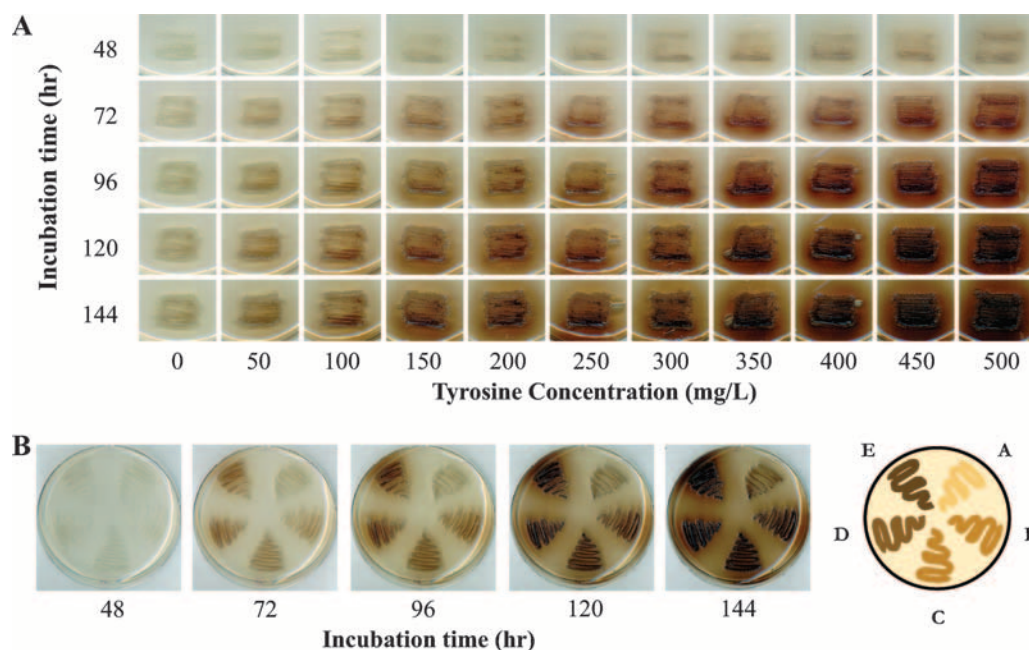 A
Incubation time (hr)
48
72
96
120
144
0 50 100 150 200 250 300 350 400 450 500
Tyrosine Concentration (mg/L)
B
E A
D
C
48 72 96 120 144
Incubation time (hr)